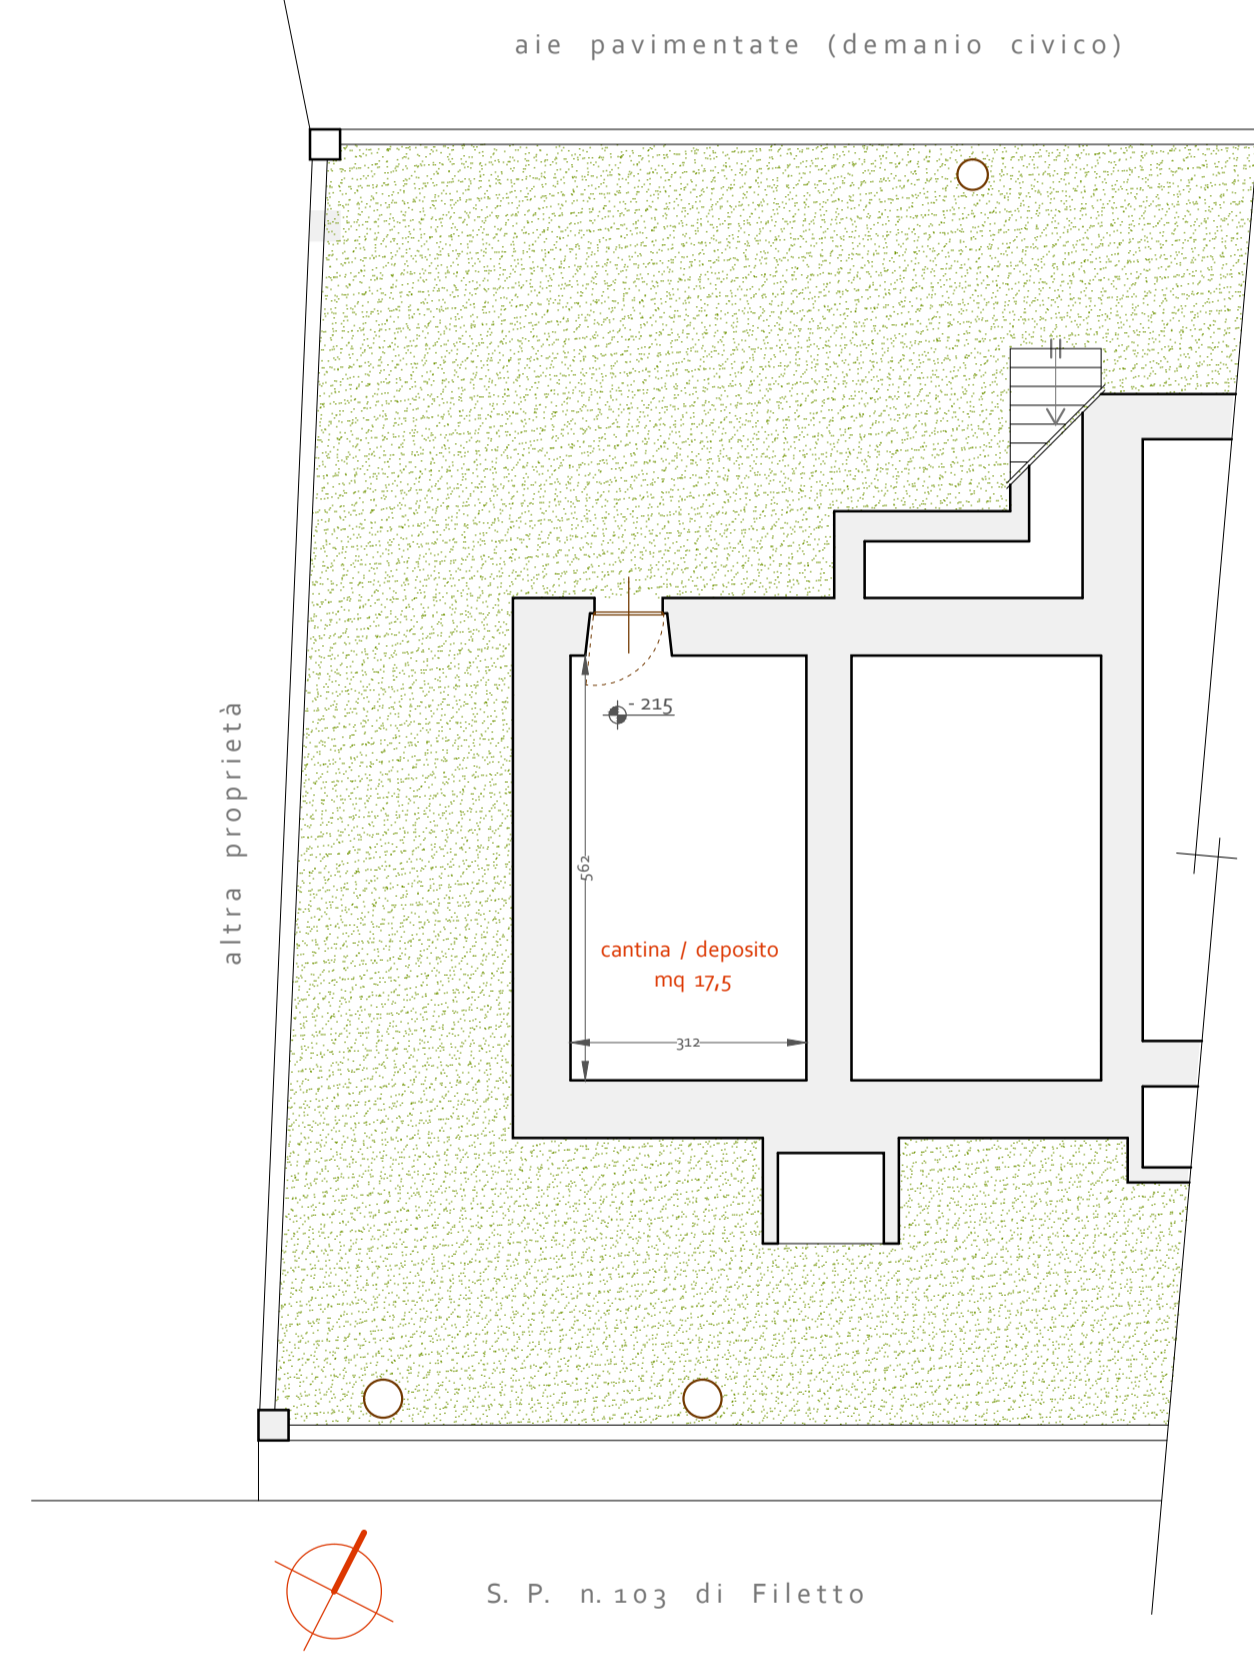 aie pavimentate (demanio civico)
altra proprietà
- 215
562
cantina / deposito
mq 17,5
312
S. P. n. 103 di Filetto